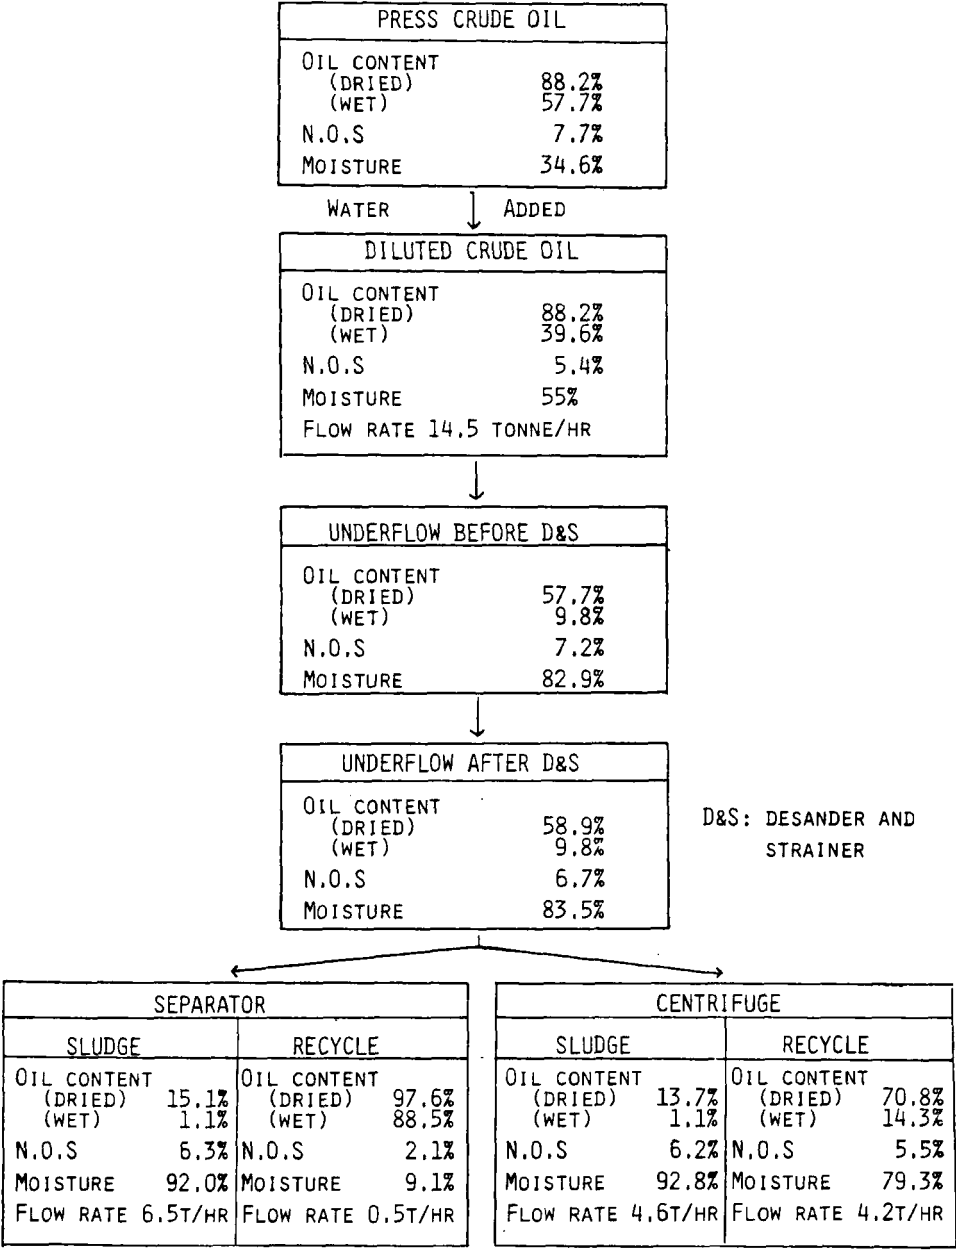 PRESS CRUDE OIL
OIL CONTENT
(DRIED) 88.2%
(WET) 57.7%
N.O.S 7.7%
MOISTURE 34.6%
WATER ADDED
DILUTED CRUDE OIL
OIL CONTENT
(DRIED) 88.2%
(WET) 39.6%
N.O.S 5.4%
MOISTURE 55%
FLOW RATE 14.5 TONNE/HR
UNDERFLOW BEFORE D&S
OIL CONTENT
(DRIED) 57.7%
(WET) 9.8%
N.O.S 7.2%
MOISTURE 82.9%
UNDERFLOW AFTER D&S
OIL CONTENT
(DRIED) 58.9%
(WET) 9.8%
N.O.S 6.7%
MOISTURE 83.5%
D&S: DESANDER AND
STRAINER
SEPARATOR
SLUDGE
OIL CONTENT
(DRIED) 15.1%
(WET) 1.1%
N.O.S 6.3%
MOISTURE 92.0%
FLOW RATE 6.5T/HR
RECYCLE
OIL CONTENT
(DRIED) 97.6%
(WET) 88.5%
N.O.S 2.1%
MOISTURE 9.1%
FLOW RATE 0.5T/HR
CENTRIFUGE
SLUDGE
OIL CONTENT
(DRIED) 13.7%
(WET) 1.1%
N.O.S 6.2%
MOISTURE 92.8%
FLOW RATE 4.6T/HR
RECYCLE
OIL CONTENT
(DRIED) 70.8%
(WET) 14.3%
N.O.S 5.5%
MOISTURE 79.3%
FLOW RATE 4.2T/HR